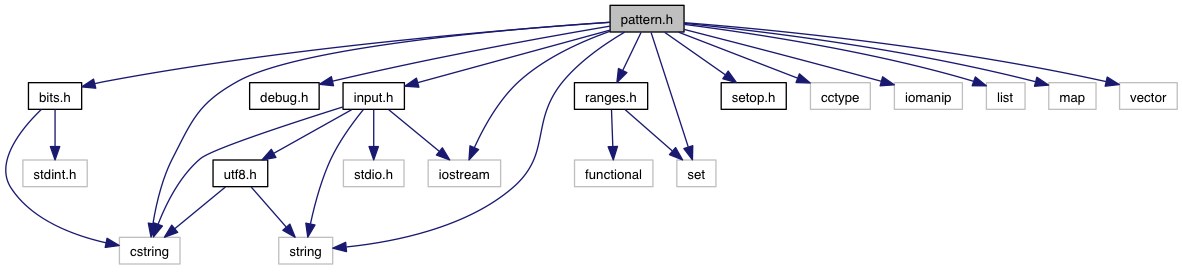 pattern.h
bits.h
debug.h
input.h
ranges.h
setop.h
cctype
iomanip
list
map
vector
stdint.h
utf8.h
stdio.h
iostream
functional
set
cstring
string